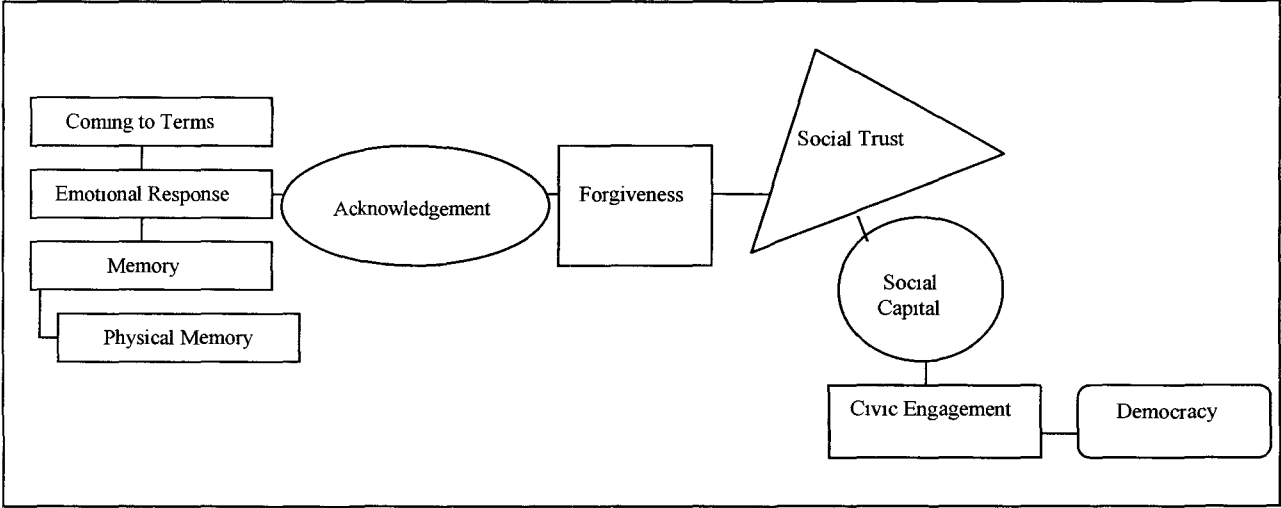 Coming to Terms
Emotional Response
Memory
Physical Memory
Acknowledgement
Forgiveness
Social Trust
Social
Capital
Civic Engagement
Democracy